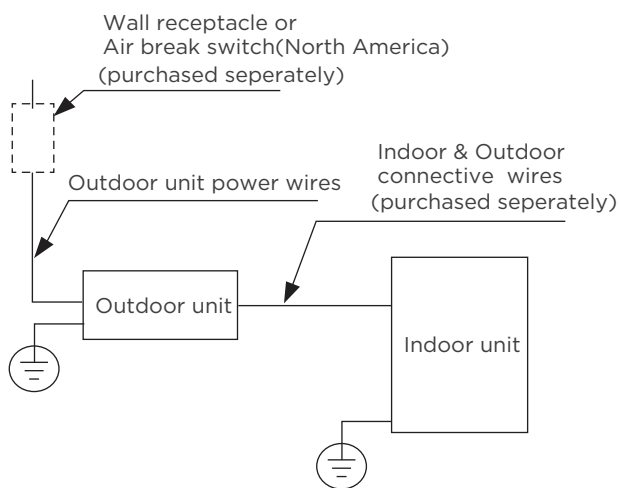 Wall receptacle or
Air break switch(North America)
(purchased seperately)
Indoor & Outdoor
connective wires
(purchased seperately)
Outdoor unit power wires
Outdoor unit
Indoor unit